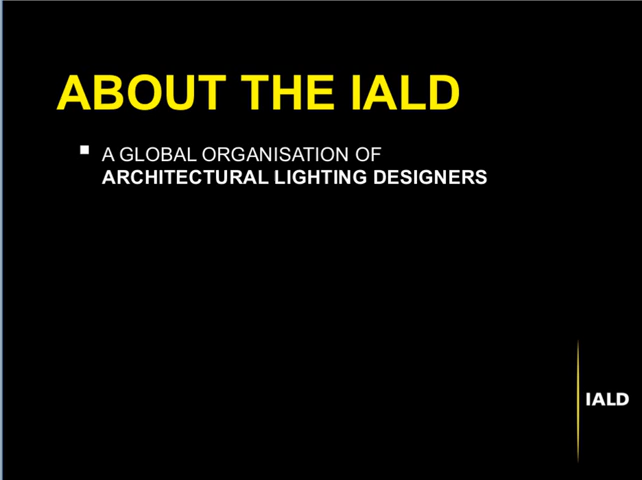 ABOUT THE IALD
A GLOBAL ORGANISATION OF
ARCHITECTURAL LIGHTING DESIGNERS
IALD